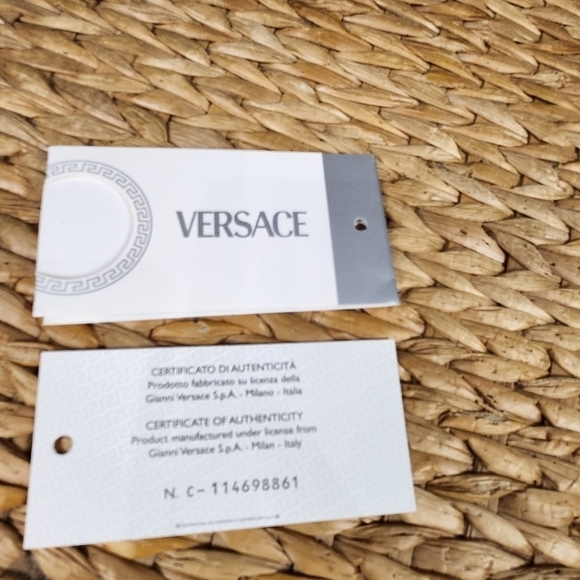 VERSACE
CERTIFICATO DI AUTENTICITÀ
Prodotto fabbricato su licenza della
Gianni Versace S.p.A. - Milano - Italia
CERTIFICATE OF AUTHENTICITY
Product manufactured under license from
Gianni Versace S.p.A. - Milan - Italy
N. C- 114698861